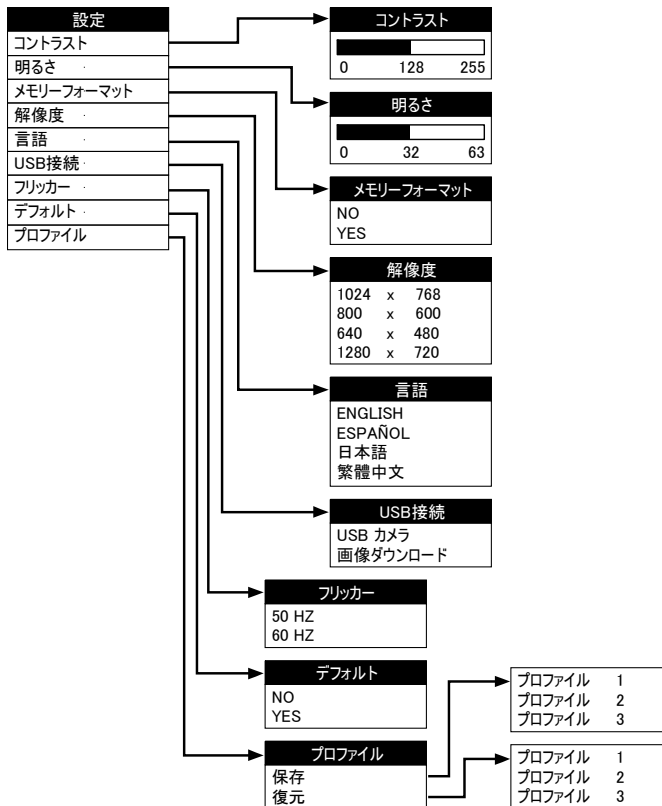 設定
コントラスト
明るさ
メモリーフォーマット
解像度
言語
USB接続
フリッカー
デフォルト
プロファイル
コントラスト
0 128 255
明るさ
0 32 63
メモリーフォーマット
NO
YES
解像度
1024 x 768
800 x 600
640 x 480
1280 x 720
言語
ENGLISH
ESPAÑOL
日本語
繁體中文
USB接続
USB カメラ
画像ダウンロード
フリッカー
50 HZ
60 HZ
デフォルト
NO
YES
プロファイル
保存
復元
プロファイル 1
プロファイル 2
プロファイル 3
プロファイル 1
プロファイル 2
プロファイル 3